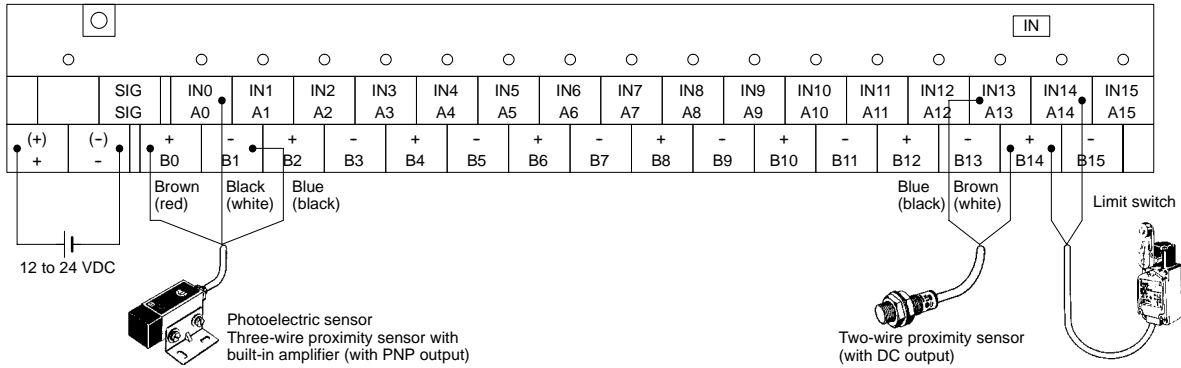 IN
SIG IN0 IN1 IN2 IN3 IN4 IN5 IN6 IN7 IN8 IN9 IN10 IN11 IN12 IN13 IN14 IN15
SIG A0 A1 A2 A3 A4 A5 A6 A7 A8 A9 A10 A11 A12 A13 A14 A15
(+) (-) + - + - + - + - + - + - + - + -
+ - B0 B1 B2 B3 B4 B5 B6 B7 B8 B9 B10 B11 B12 B13 B14 B15
Brown Black Blue Blue Brown
(red) (white) (black) (black) (white)
Limit switch
12 to 24 VDC
Photoelectric sensor
Three-wire proximity sensor with
built-in amplifier (with PNP output)
Two-wire proximity sensor
(with DC output)